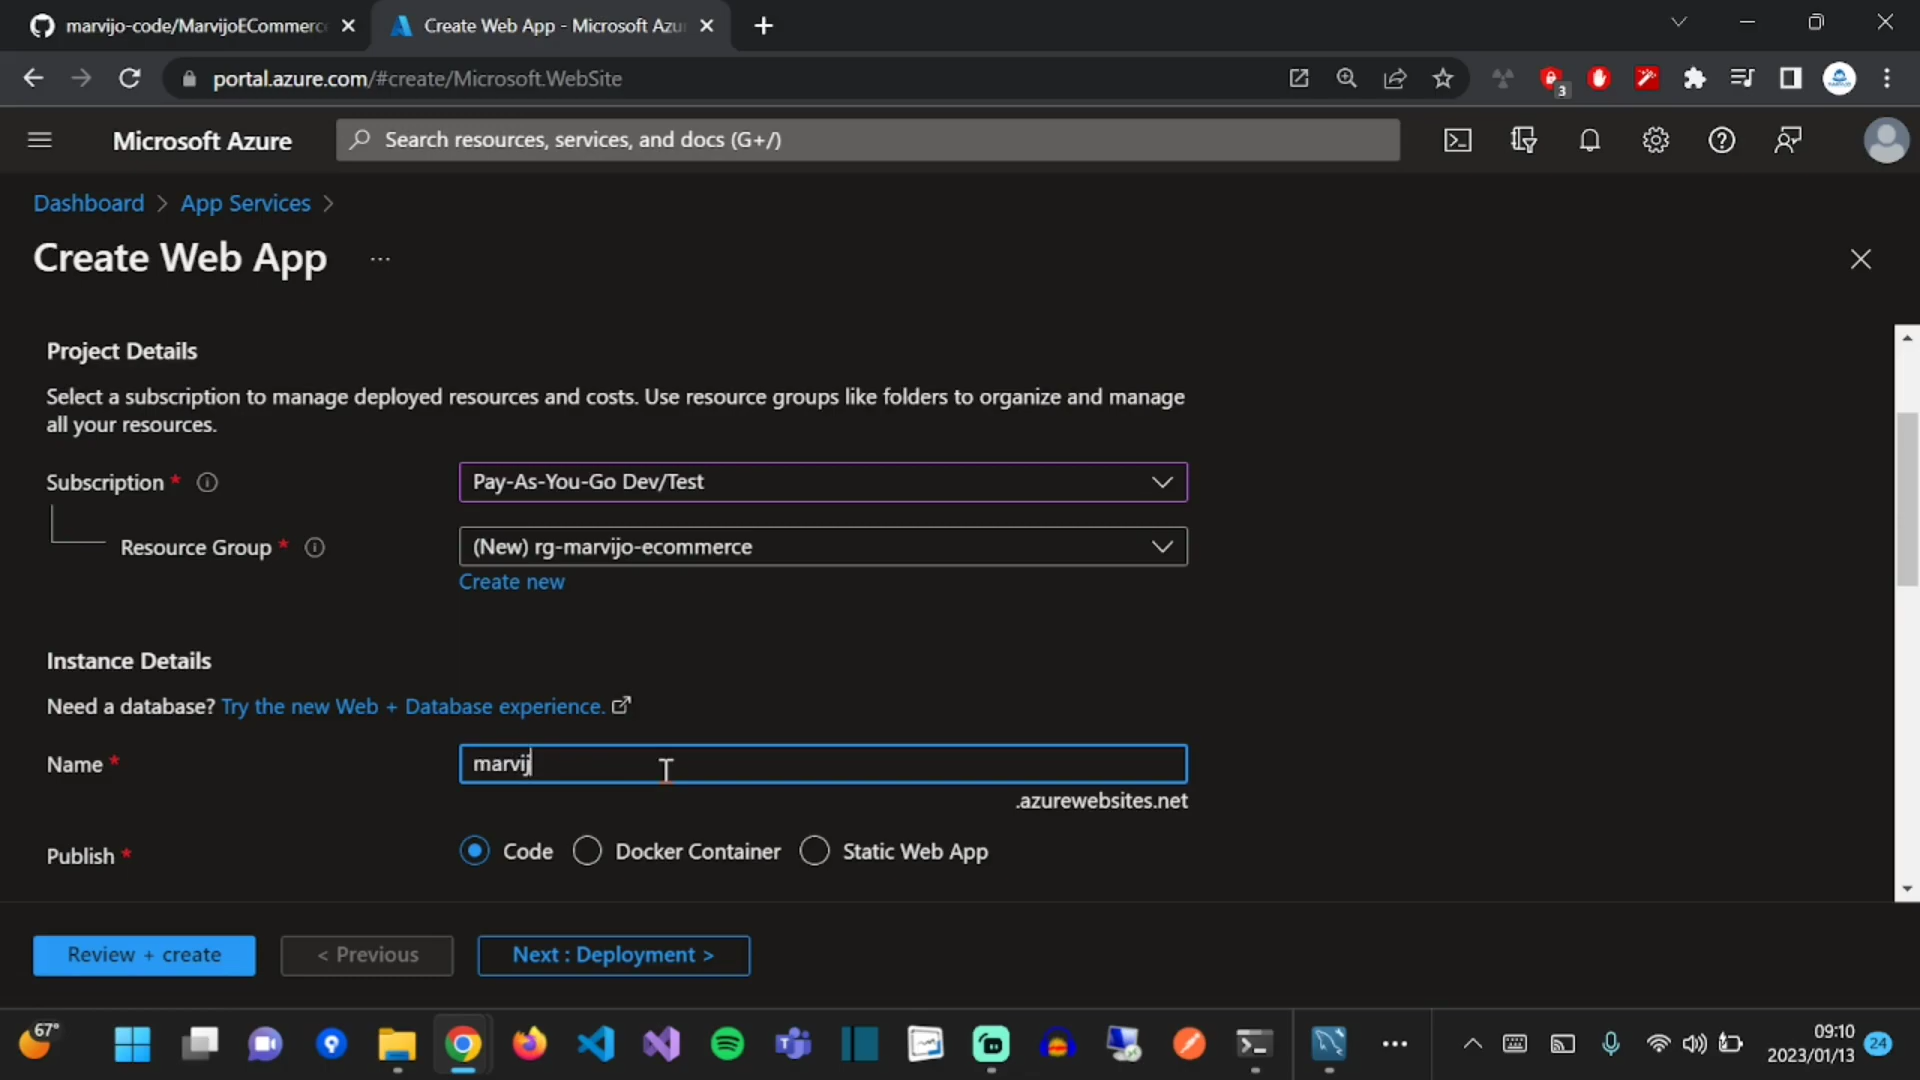 marvijo-code/MarvijoECommerc
Create Web App - Microsoft Azu
portal.azure.com/#create/Microsoft.WebSite
3
Microsoft Azure
Search resources, services, and docs (G+/)
Dashboard > App Services >
Create Web App ...
Project Details
Select a subscription to manage deployed resources and costs. Use resource groups like folders to organize and manage
all your resources.
Subscription *
Pay-As-You-Go Dev/Test
Resource Group *
(New) rg-marvijo-ecommerce
Create new
Instance Details
Need a database? Try the new Web + Database experience.
Name *
marvij
.azurewebsites.net
Publish *
Code
Docker Container
Static Web App
Review + create
< Previous
Next : Deployment >
67°
09:10
2023/01/13
24